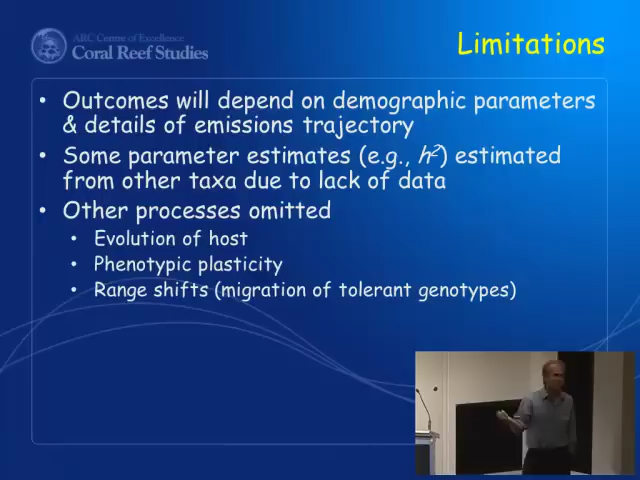 ARC Centre of Excellence
Coral Reef Studies
Limitations
• Outcomes will depend on demographic parameters
& details of emissions trajectory
• Some parameter estimates (e.g., h²) estimated
from other taxa due to lack of data
• Other processes omitted
• Evolution of host
• Phenotypic plasticity
• Range shifts (migration of tolerant genotypes)